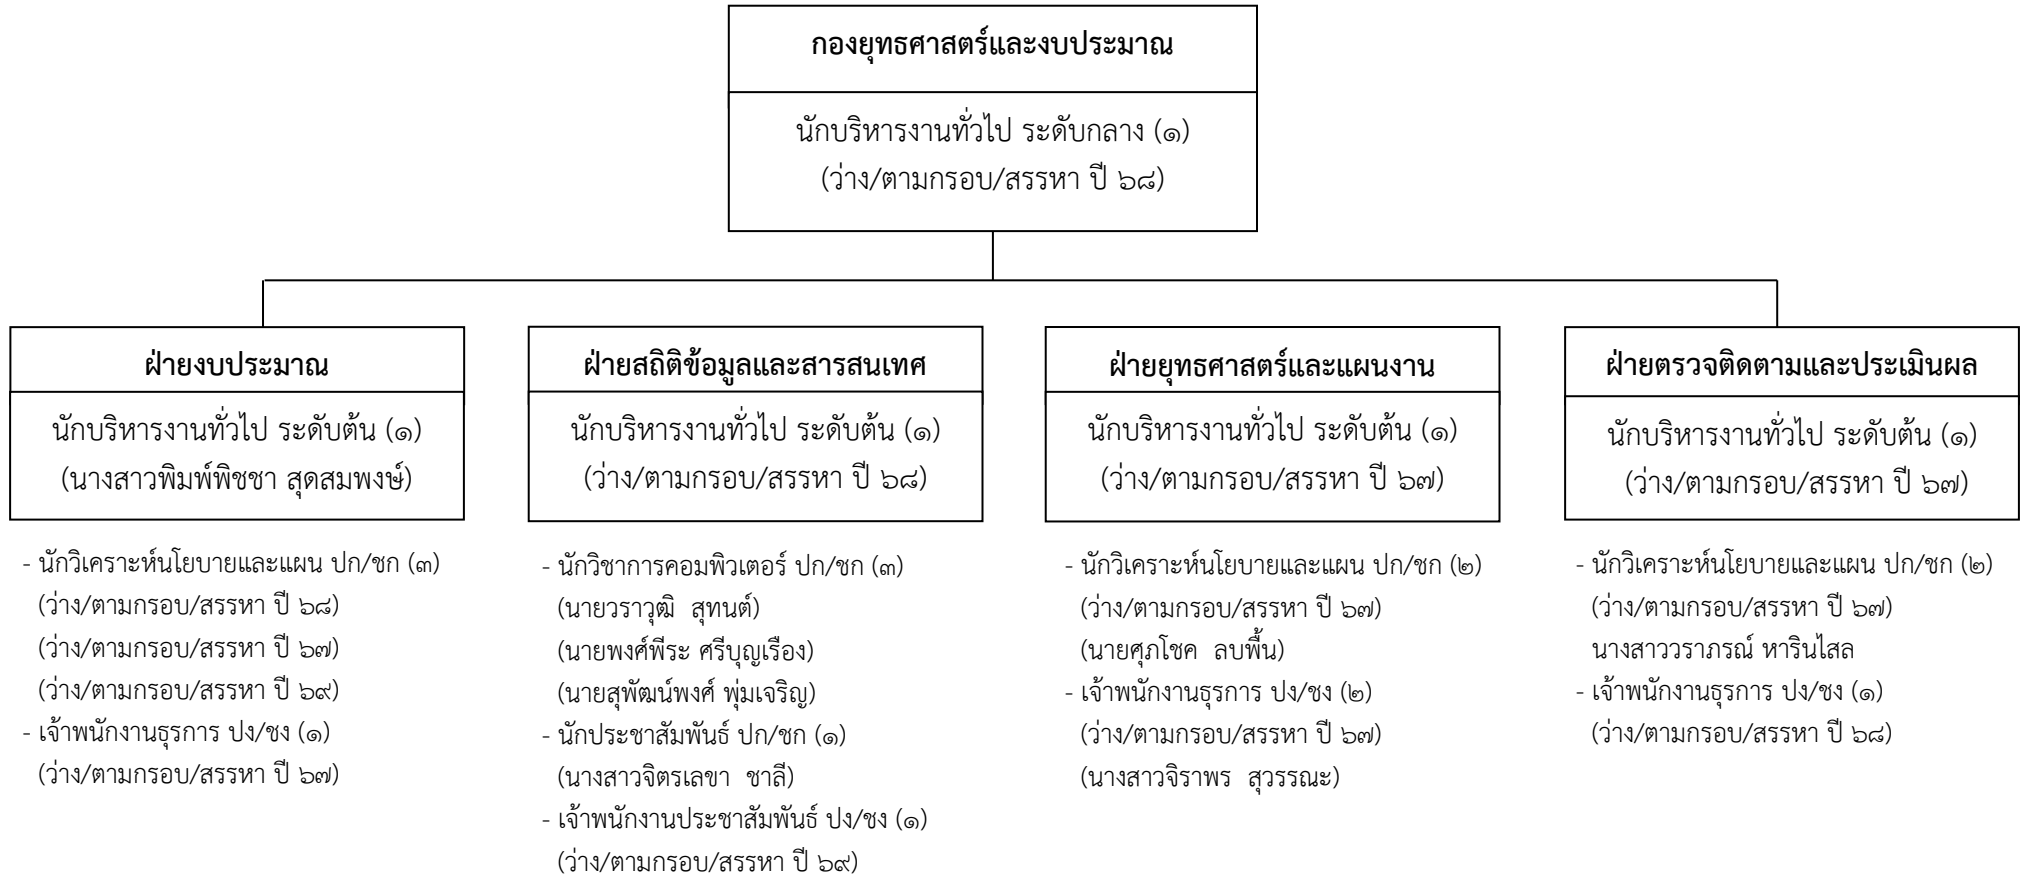 กองยุทธศาสตร์และงบประมาณ
นักบริหารงานทั่วไป ระดับกลาง (๑)
(ว่าง/ตามกรอบ/สรรหา ปี ๖๘)
ฝ่ายงบประมาณ
นักบริหารงานทั่วไป ระดับต้น (๑)
(นางสาวพิมพ์พิชชา สุดสมพงษ์)
- นักวิเคราะห์นโยบายและแผน ปก/ชก (๓)
(ว่าง/ตามกรอบ/สรรหา ปี ๖๘)
(ว่าง/ตามกรอบ/สรรหา ปี ๖๗)
(ว่าง/ตามกรอบ/สรรหา ปี ๖๙)
- เจ้าพนักงานธุรการ ปง/ชง (๑)
(ว่าง/ตามกรอบ/สรรหา ปี ๖๗)
ฝ่ายสถิติข้อมูลและสารสนเทศ
นักบริหารงานทั่วไป ระดับต้น (๑)
(ว่าง/ตามกรอบ/สรรหา ปี ๖๘)
- นักวิชาการคอมพิวเตอร์ ปก/ชก (๓)
(นายวราวุฒิ  สุทนต์)
(นายพงศ์พีระ ศรีบุญเรือง)
(นายสุพัฒน์พงศ์ พุ่มเจริญ)
- นักประชาสัมพันธ์ ปก/ชก (๑)
(นางสาวจิตรเลขา  ชาลี)
- เจ้าพนักงานประชาสัมพันธ์ ปง/ชง (๑)
(ว่าง/ตามกรอบ/สรรหา ปี ๖๙)
ฝ่ายยุทธศาสตร์และแผนงาน
นักบริหารงานทั่วไป ระดับต้น (๑)
(ว่าง/ตามกรอบ/สรรหา ปี ๖๗)
- นักวิเคราะห์นโยบายและแผน ปก/ชก (๒)
(ว่าง/ตามกรอบ/สรรหา ปี ๖๗)
(นายศุภโชค  ลบพื้น)
- เจ้าพนักงานธุรการ ปง/ชง (๒)
(ว่าง/ตามกรอบ/สรรหา ปี ๖๗)
(นางสาวจิราพร  สุวรรณะ)
ฝ่ายตรวจติดตามและประเมินผล
นักบริหารงานทั่วไป ระดับต้น (๑)
(ว่าง/ตามกรอบ/สรรหา ปี ๖๗)
- นักวิเคราะห์นโยบายและแผน ปก/ชก (๒)
(ว่าง/ตามกรอบ/สรรหา ปี ๖๗)
นางสาววราภรณ์ หารินไสล
- เจ้าพนักงานธุรการ ปง/ชง (๑)
(ว่าง/ตามกรอบ/สรรหา ปี ๖๘)